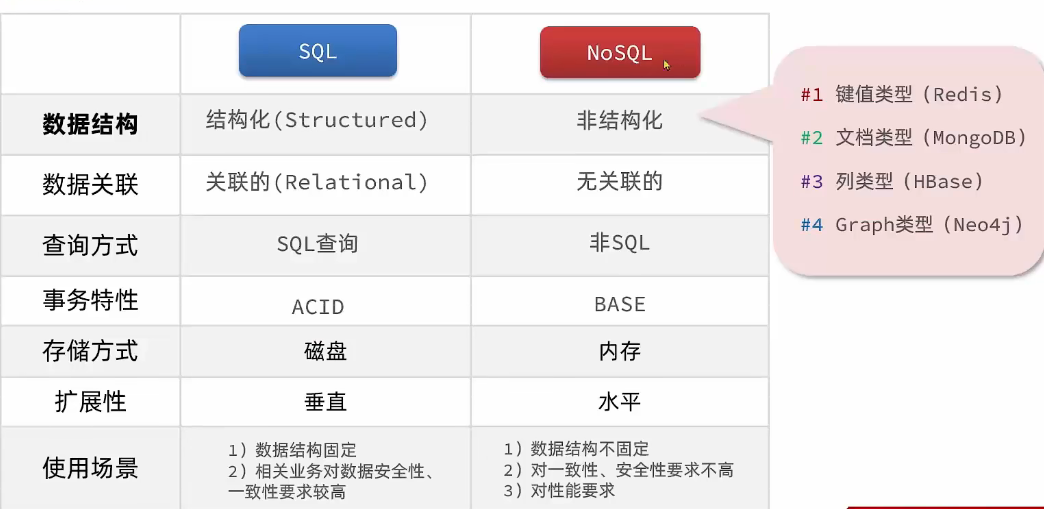 SQL
NoSQL
数据结构
结构化(Structured)
非结构化
数据关联
关联的(Relational)
无关联的
查询方式
SQL查询
非SQL
事务特性
ACID
BASE
存储方式
磁盘
内存
扩展性
垂直
水平
使用场景
1）数据结构固定
2）相关业务对数据安全性、
一致性要求较高
1）数据结构不固定
2）对一致性、安全性要求不高
3）对性能要求
#1 键值类型（Redis）
#2 文档类型（MongoDB）
#3 列类型（HBase）
#4 Graph类型（Neo4j）